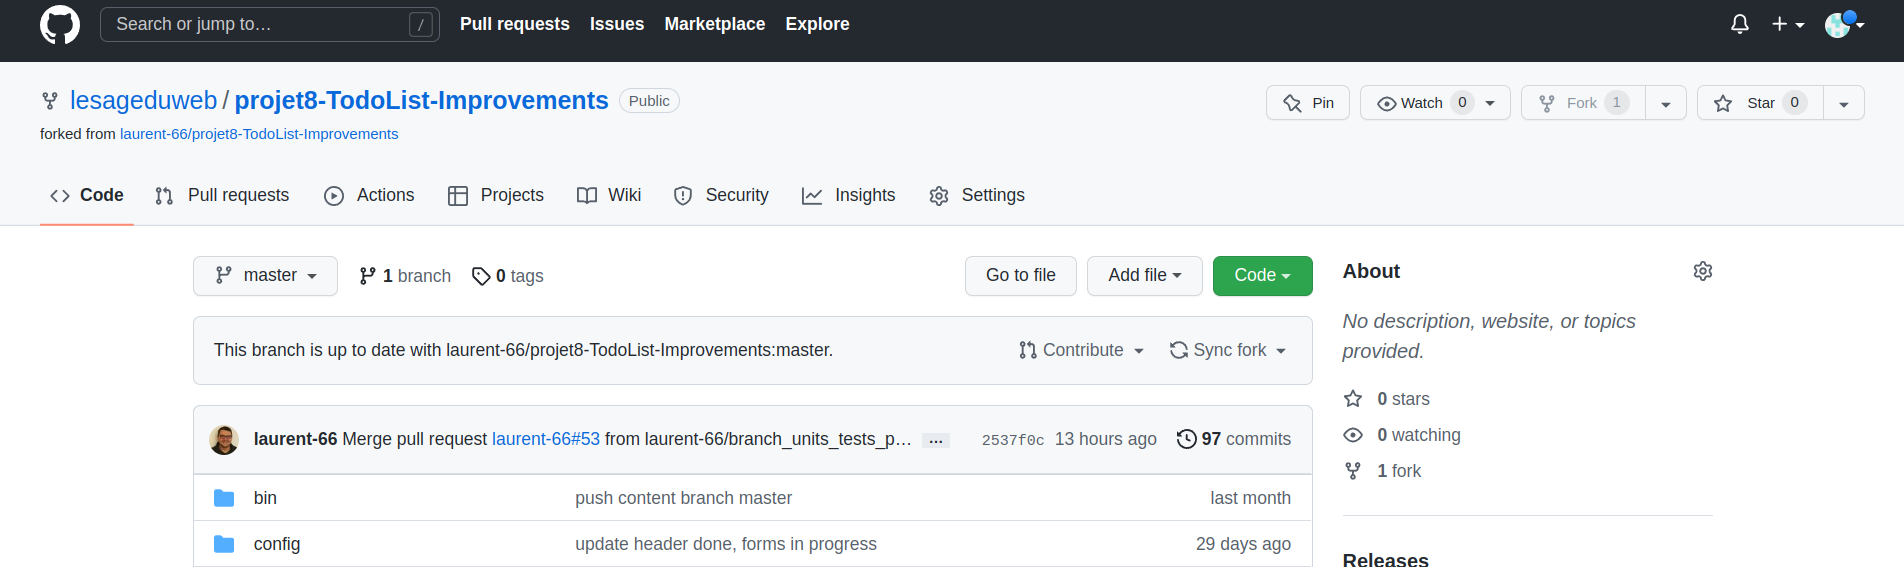 Search or jump to… /
Pull requests Issues Marketplace Explore
lesageduweb / projet8-TodoList-Improvements Public
forked from laurent-66/projet8-TodoList-Improvements
Pin
Watch 0
Fork 1
Star 0
Code Pull requests Actions Projects Wiki Security Insights Settings
master 1 branch 0 tags
Go to file Add file Code
This branch is up to date with laurent-66/projet8-TodoList-Improvements:master.
Contribute Sync fork
laurent-66 Merge pull request laurent-66#53 from laurent-66/branch_units_tests_p… … 2537f0c 13 hours ago 97 commits
bin push content branch master last month
config update header done, forms in progress 29 days ago
About
No description, website, or topics
provided.
0 stars
0 watching
1 fork
Releases